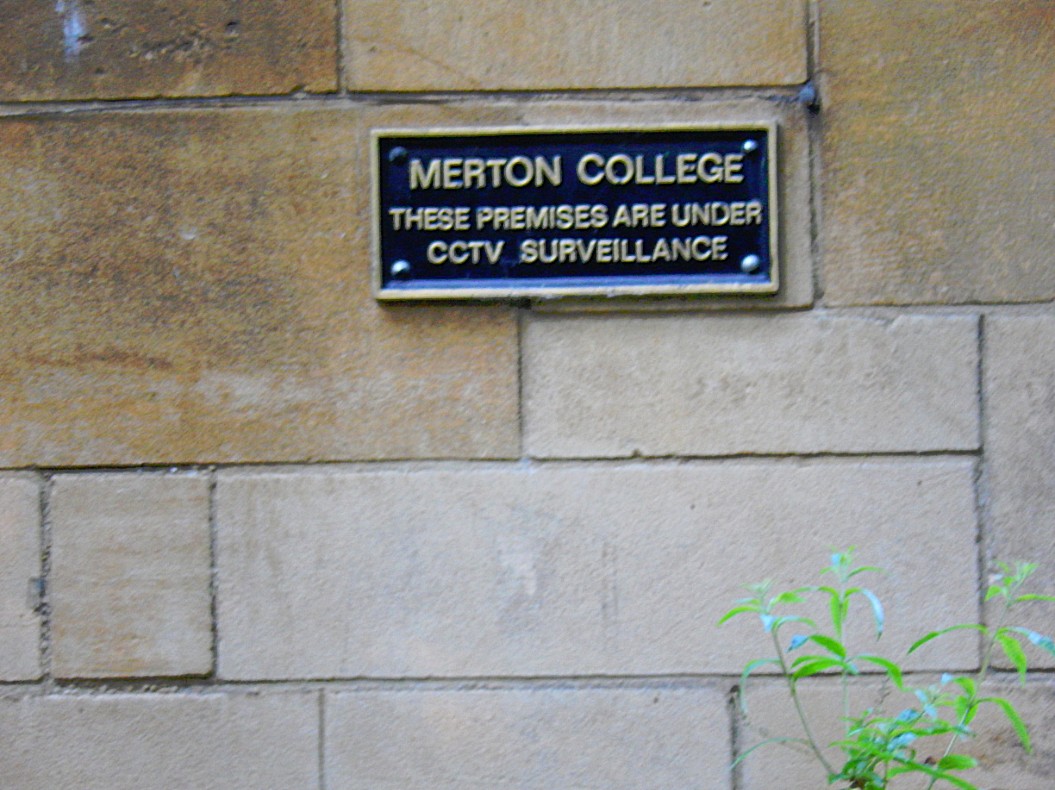 MERTON COLLEGE
THESE PREMISES ARE UNDER
CCTV SURVEILLANCE